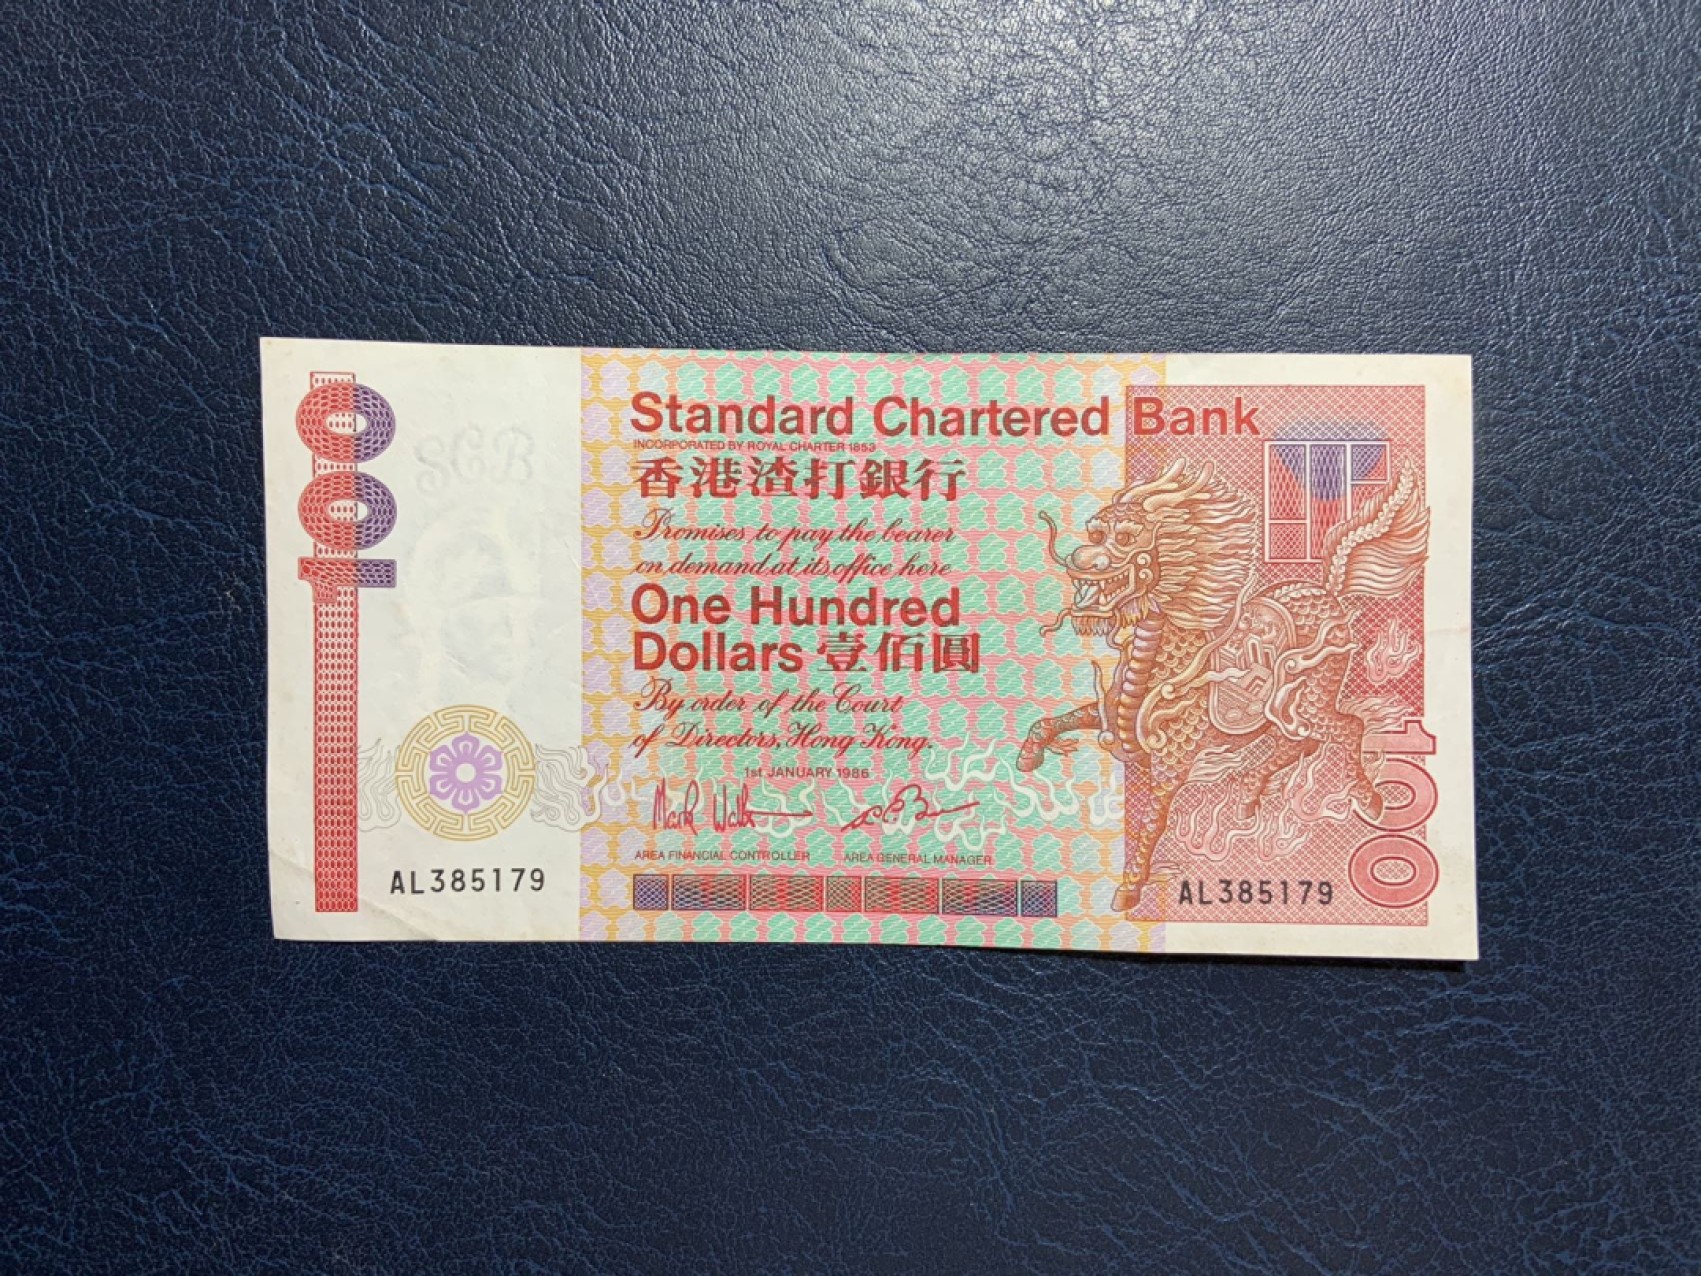 100
SCB
Standard Chartered Bank
INCORPORATED BY ROYAL CHARTER 1853
香港渣打銀行
Promises to pay the bearer
on demand at its office here
One Hundred
Dollars 壹佰圓
By order of the Court
of Directors, Hong Kong.
1st JANUARY 1986
AREA FINANCIAL CONTROLLER AREA GENERAL MANAGER
AL385179
AL385179
100